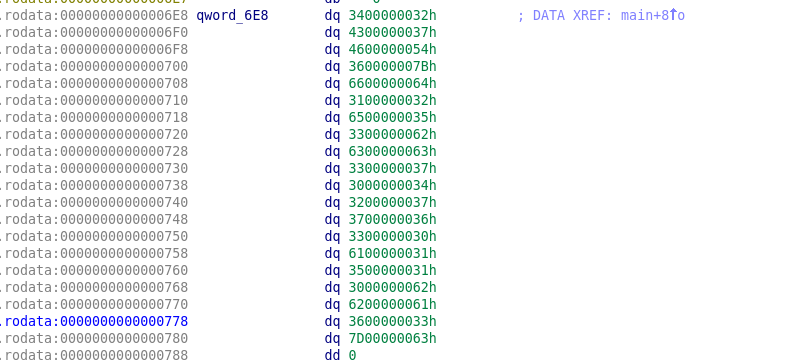 .rodata:00000000000006E8 qword_6E8 dq 3400000032h ; DATA XREF: main+8↑o
.rodata:00000000000006F0 dq 4300000037h
.rodata:00000000000006F8 dq 4600000054h
.rodata:0000000000000700 dq 360000007Bh
.rodata:0000000000000708 dq 6600000064h
.rodata:0000000000000710 dq 3100000032h
.rodata:0000000000000718 dq 6500000035h
.rodata:0000000000000720 dq 3300000062h
.rodata:0000000000000728 dq 6300000063h
.rodata:0000000000000730 dq 3300000037h
.rodata:0000000000000738 dq 3000000034h
.rodata:0000000000000740 dq 3200000037h
.rodata:0000000000000748 dq 3700000036h
.rodata:0000000000000750 dq 3300000030h
.rodata:0000000000000758 dq 6100000031h
.rodata:0000000000000760 dq 3500000031h
.rodata:0000000000000768 dq 3000000062h
.rodata:0000000000000770 dq 6200000061h
.rodata:0000000000000778 dq 3600000033h
.rodata:0000000000000780 dq 7D00000063h
.rodata:0000000000000788 dd 0